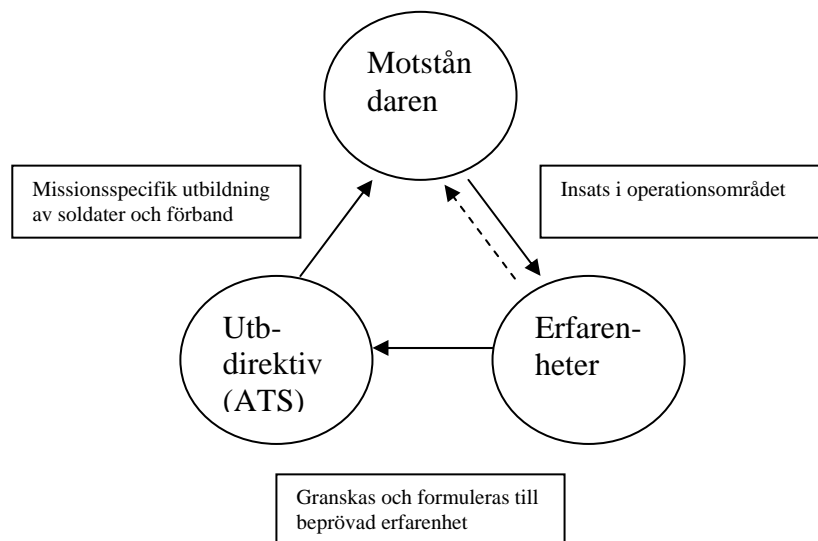 Motstån
daren
Missionsspecifik utbildning
av soldater och förband
Insats i operationsområdet
Utb-
direktiv
(ATS)
Erfaren-
heter
Granskas och formuleras till
beprövad erfarenhet